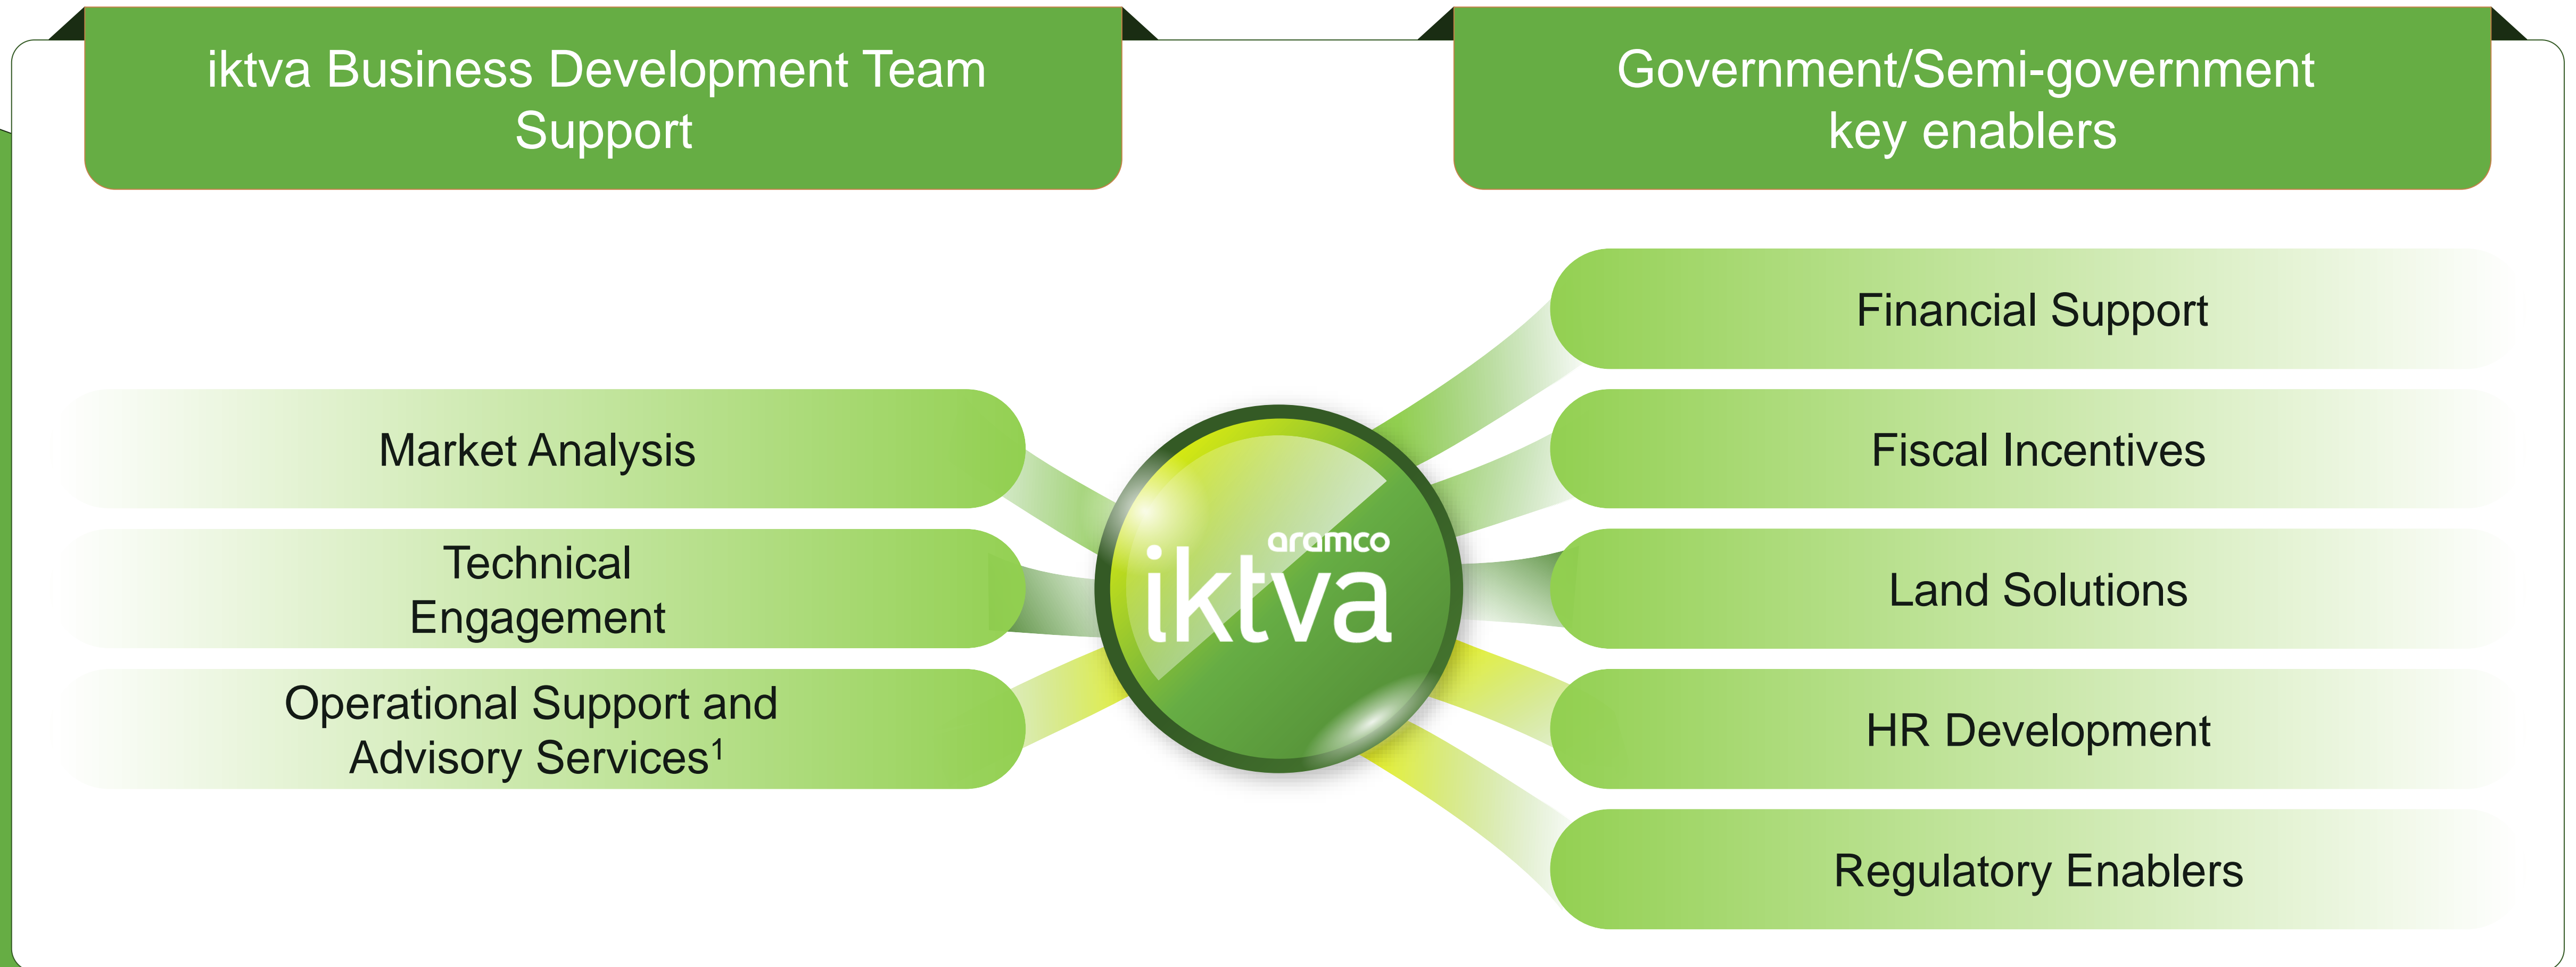 iktva Business Development Team
Support
Government/Semi-government
key enablers
Market Analysis
Technical
Engagement
Operational Support and
Advisory Services¹
aramco
iktva
Financial Support
Fiscal Incentives
Land Solutions
HR Development
Regulatory Enablers